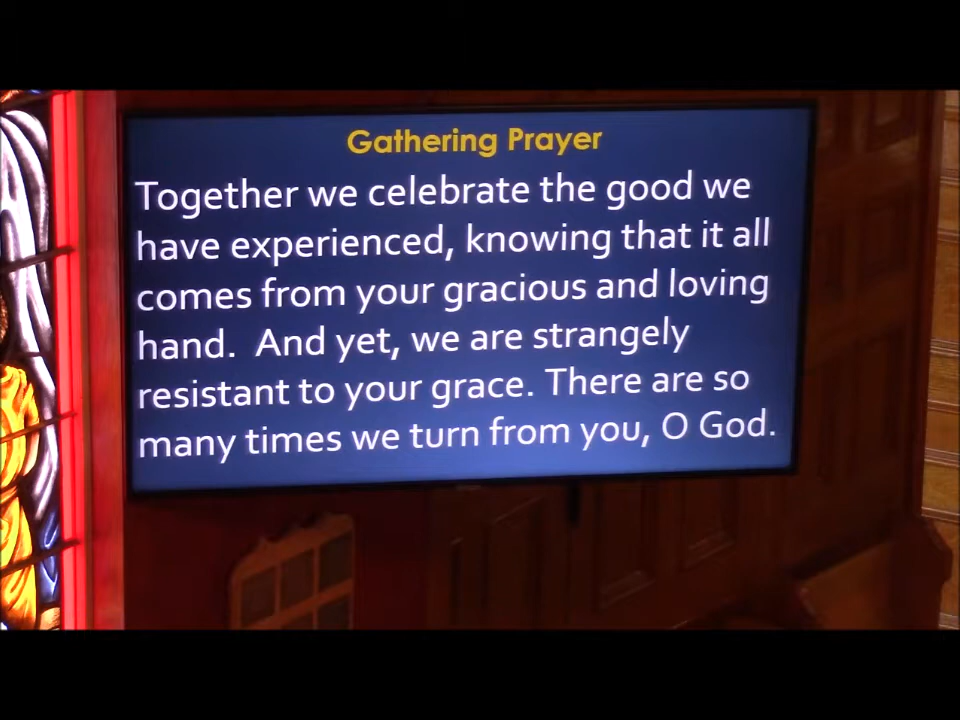 Gathering Prayer
Together we celebrate the good we
have experienced, knowing that it all
comes from your gracious and loving
hand.  And yet, we are strangely
resistant to your grace. There are so
many times we turn from you, O God.